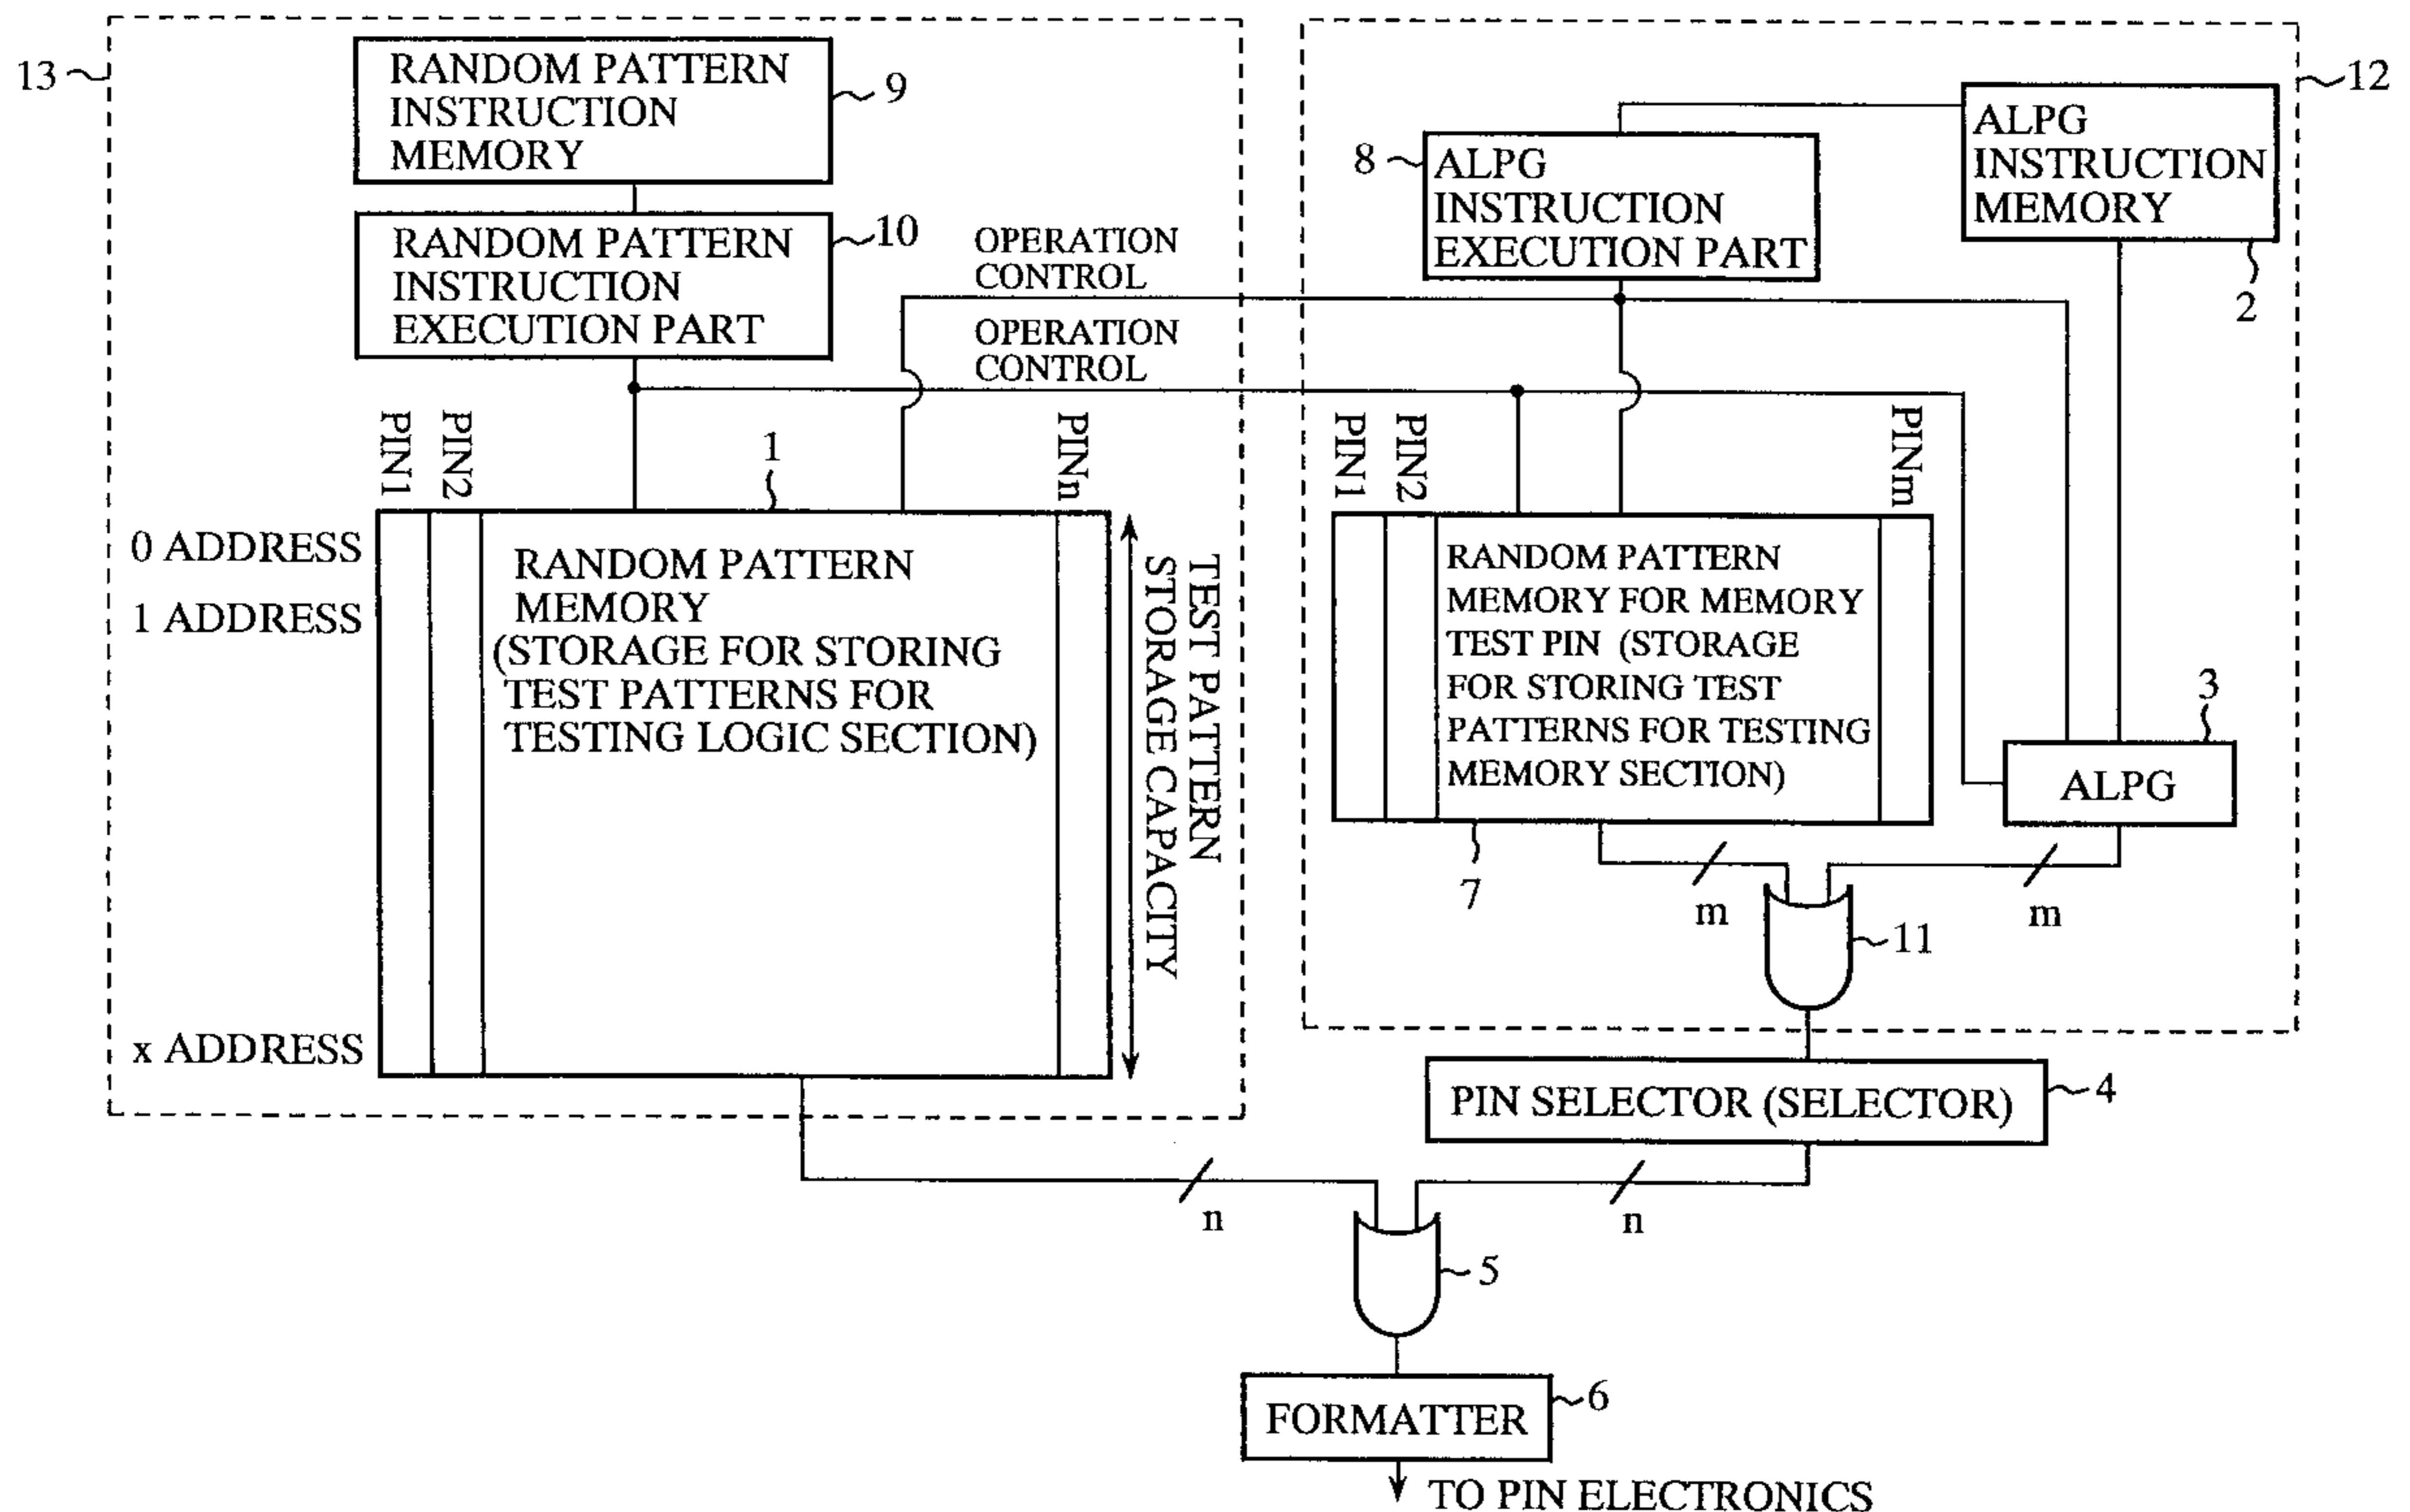 13
RANDOM PATTERN
INSTRUCTION
MEMORY
9
RANDOM PATTERN
INSTRUCTION
EXECUTION PART
10
OPERATION
CONTROL
OPERATION
CONTROL
PIN1
PIN2
1
PINn
0 ADDRESS
1 ADDRESS
x ADDRESS
RANDOM PATTERN
MEMORY
(STORAGE FOR STORING
TEST PATTERNS FOR
TESTING LOGIC SECTION)
TEST PATTERN
STORAGE CAPACITY
12
8
ALPG
INSTRUCTION
EXECUTION PART
ALPG
INSTRUCTION
MEMORY
2
PIN1
PIN2
PINm
RANDOM PATTERN
MEMORY FOR MEMORY
TEST PIN (STORAGE
FOR STORING TEST
PATTERNS FOR TESTING
MEMORY SECTION)
7
3
ALPG
m
m
11
PIN SELECTOR (SELECTOR)
4
n
n
5
FORMATTER
6
TO PIN ELECTRONICS